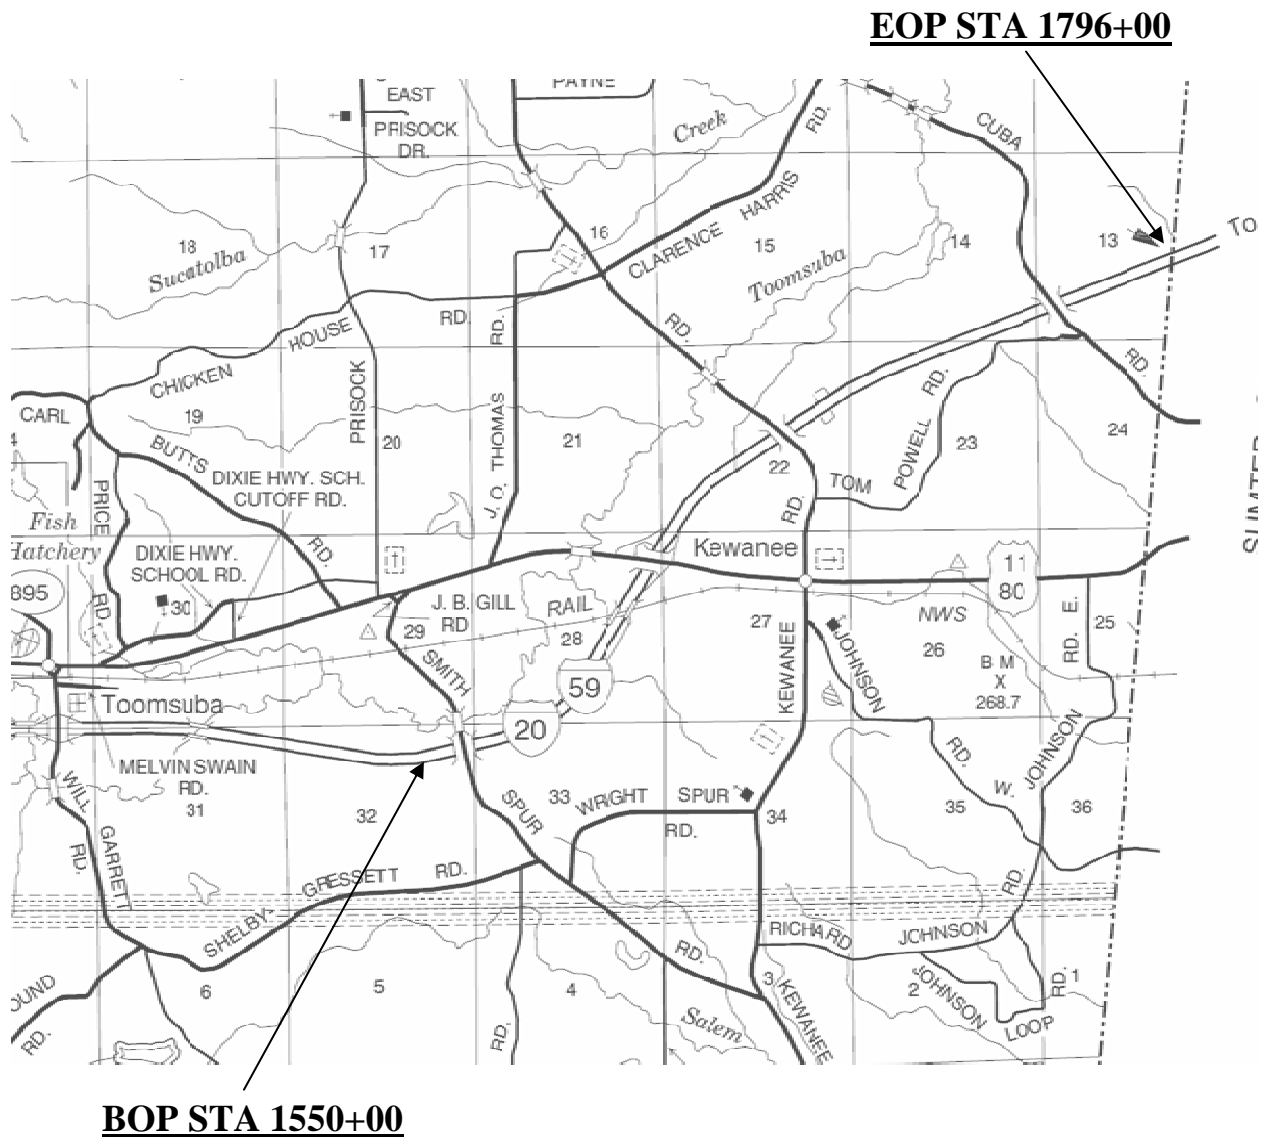 EOP STA 1796+00
PAYNE
EAST
PRISOCK
DR.
Creek
RD.
CUBA
18
Sucatolba
17
16
CLARENCE HARRIS
15
Toomsuba
14
13
To
HOUSE
RD.
RD.
RD.
CHICKEN
RD.
CARL
19
PRISOCK
20
J. O. THOMAS
21
22
TOM
POWELL
RD.
23
24
4
BUTTS
DIXIE HWY. SCH.
CUTOFF RD.
PRICE
Fish
Hatchery
DIXIE HWY.
SCHOOL RD.
RD.
RD.
Kewanee
SUMTER
11
80
895
RD.
30
J. B. GILL
RD
29
RAIL
28
27
NWS
26
E.
RD.
25
B M
X
268.7
SMITH
KEWANEE
JOHNSON
59
20
Toomsuba
MELVIN SWAIN
RD.
31
WILL
GARRETT
RD.
32
33
SPUR
WRIGHT SPUR
RD.
34
RD.
W.
JOHNSON
35
36
GRESSETT RD.
SHELBY-
RD.
RICHARD
JOHNSON
RD.
OUND
RD.
6
5
4
RD.
Salem
3
KEWANEE
2
JOHNSON
LOOP
RD.
1
BOP STA 1550+00